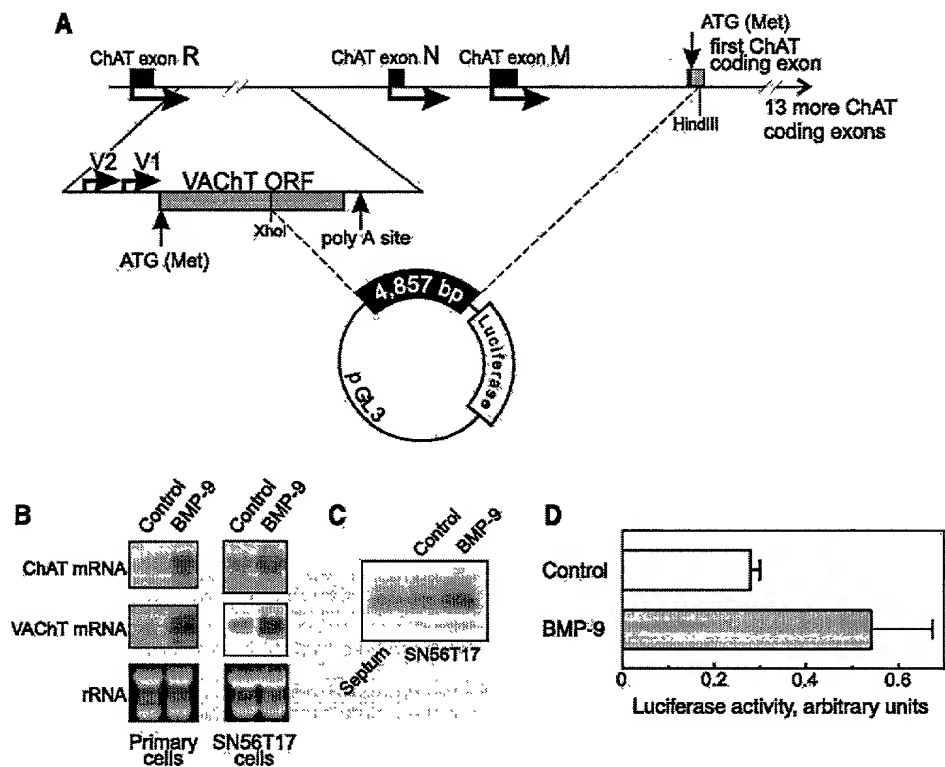 A
ChAT exon R
ChAT exon N
ChAT exon M
ATG (Met)
first ChAT
coding exon
HindIII
13 more ChAT
coding exons
V2
V1
VAChT ORF
XhoI
poly A site
ATG (Met)
4,857 bp
Luciferase
pGL3
B
Control
BMP-9
Control
BMP-9
ChAT mRNA
VAChT mRNA
rRNA
Primary
cells
SN56T17
cells
C
Control
BMP-9
Septum
SN56T17
D
Control
BMP-9
0
0.2
0.4
0.6
Luciferase activity, arbitrary units